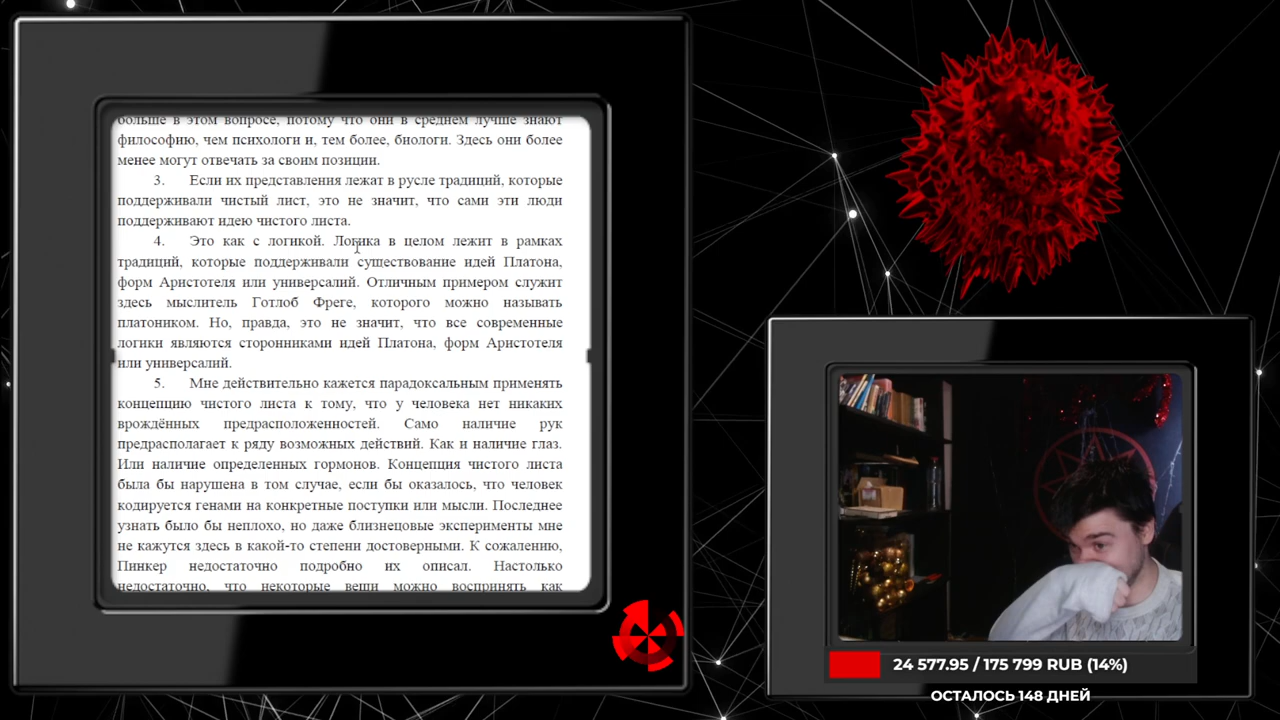 больше в этом вопросе, потому что они в среднем лучше знают
философию, чем психологи и, тем более, биологи. Здесь они более
менее могут отвечать за своим позиции.
3. Если их представления лежат в русле традиций, которые
поддерживали чистый лист, это не значит, что сами эти люди
поддерживают идею чистого листа.
4. Это как с логикой. Логика в целом лежит в рамках
традиций, которые поддерживали существование идей Платона,
форм Аристотеля или универсалий. Отличным примером служит
здесь мыслитель Готлоб Фреге, которого можно называть
платоником. Но, правда, это не значит, что все современные
логики являются сторонниками идей Платона, форм Аристотеля
или универсалий.
5. Мне действительно кажется парадоксальным применять
концепцию чистого листа к тому, что у человека нет никаких
врождённых предрасположенностей. Само наличие рук
предрасполагает к ряду возможных действий. Как и наличие глаз.
Или наличие определенных гормонов. Концепция чистого листа
была бы нарушена в том случае, если бы оказалось, что человек
кодируется генами на конкретные поступки или мысли. Последнее
узнать было бы неплохо, но даже близнецовые эксперименты мне
не кажутся здесь в какой-то степени достоверными. К сожалению,
Пинкер недостаточно подробно их описал. Настолько
недостаточно, что некоторые вещи можно воспринять как
24 577.95 / 175 799 RUB (14%)
ОСТАЛОСЬ 148 ДНЕЙ